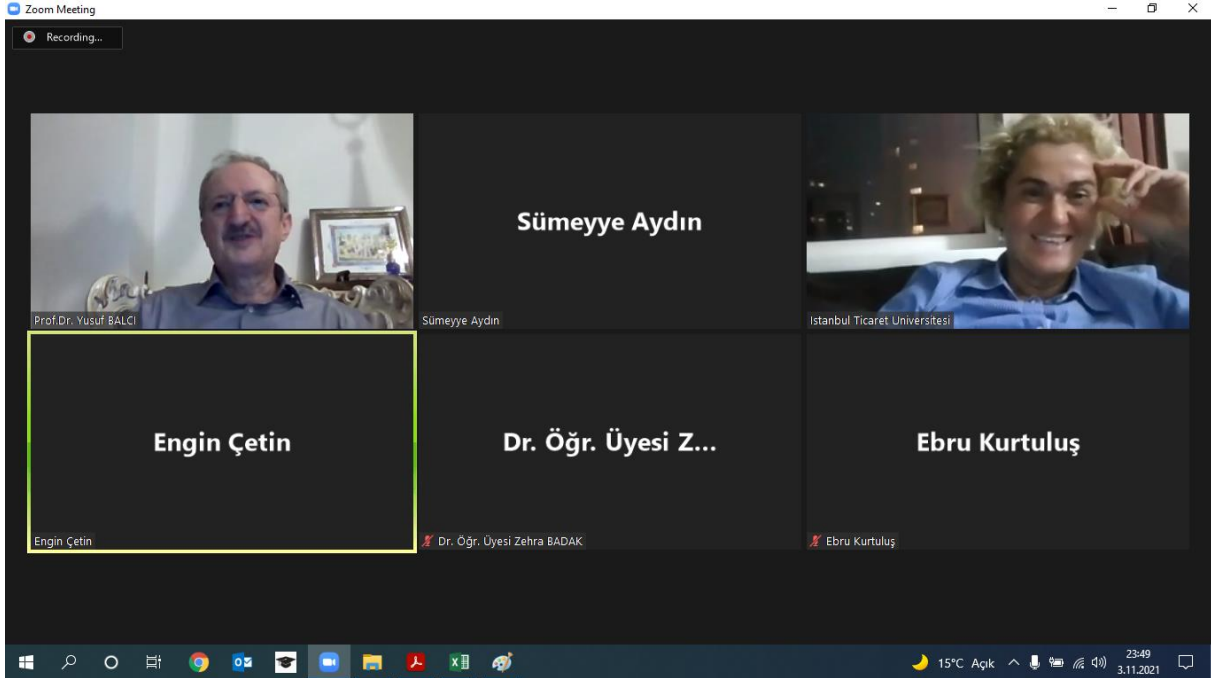 Zoom Meeting
Recording...
Prof.Dr. Yusuf BALCI
Sümeyye Aydın
Sümeyye Aydın
Istanbul Ticaret Universitesi
Engin Çetin
Engin Çetin
Dr. Öğr. Üyesi Z...
Dr. Öğr. Üyesi Zehra BADAK
Ebru Kurtuluş
Ebru Kurtuluş
15°C Açık
23:49
3.11.2021